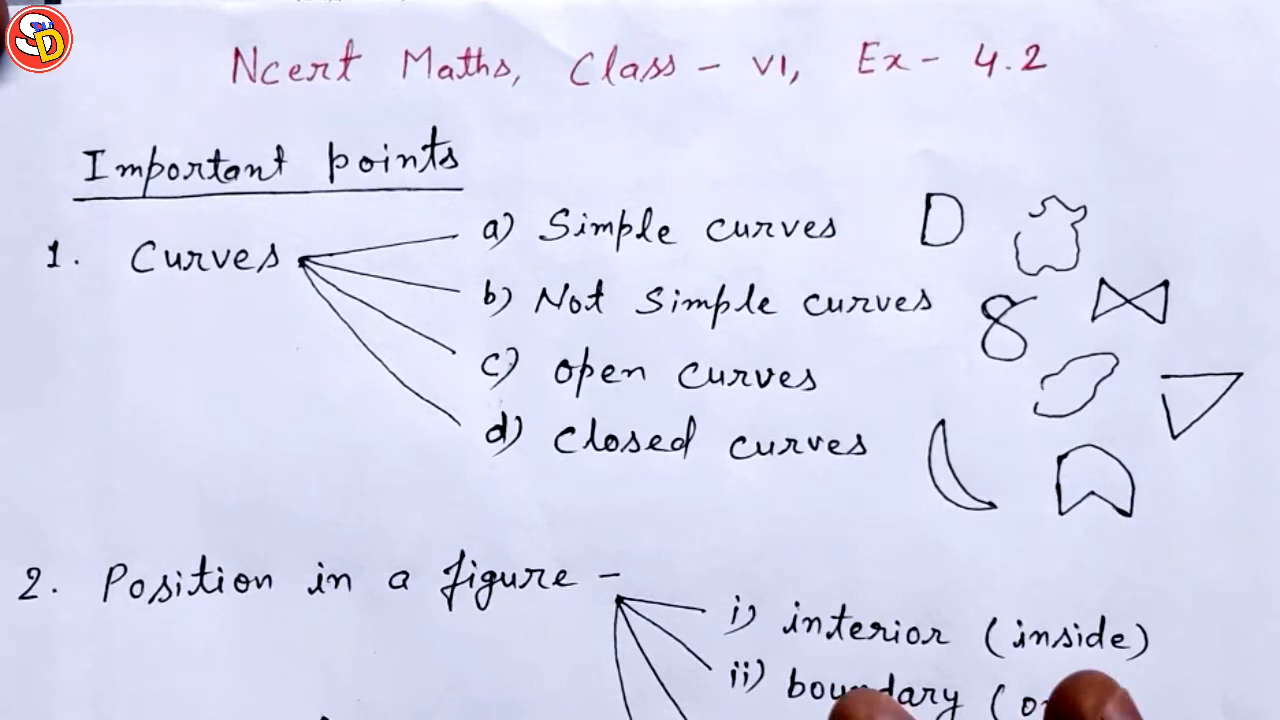 SD
Ncert Maths, Class - VI, Ex - 4.2
Important points
1. Curves
a) Simple curves
b) Not Simple curves
c) open curves
d) closed curves
2. Position in a figure -
i) interior (inside)
ii) boundary (o